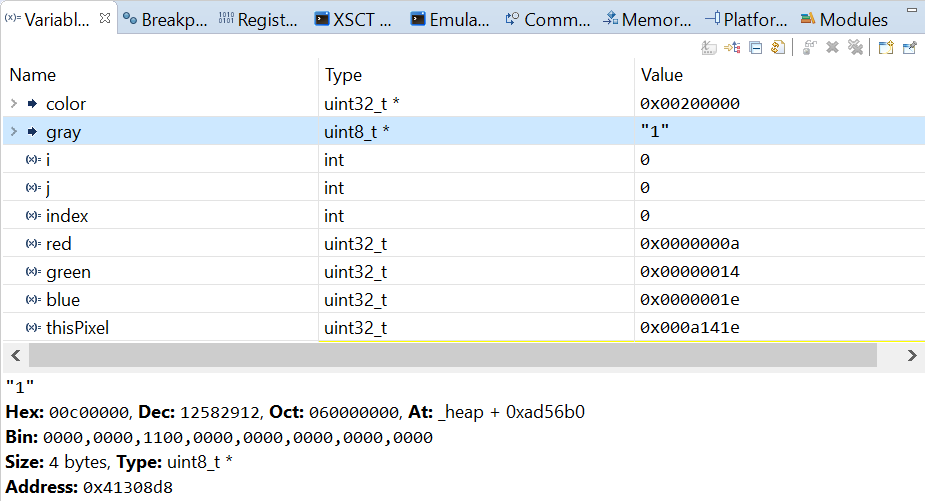 Variabl... Breakp... Regist... XSCT ... Emula... Comm... Memor... Platfor... Modules
Name Type Value
color uint32_t * 0x00200000
gray uint8_t * "1"
(x)= i int 0
(x)= j int 0
(x)= index int 0
(x)= red uint32_t 0x0000000a
(x)= green uint32_t 0x00000014
(x)= blue uint32_t 0x0000001e
(x)= thisPixel uint32_t 0x000a141e
"1"
Hex: 00c00000, Dec: 12582912, Oct: 060000000, At: _heap + 0xad56b0
Bin: 0000,0000,1100,0000,0000,0000,0000,0000
Size: 4 bytes, Type: uint8_t *
Address: 0x41308d8